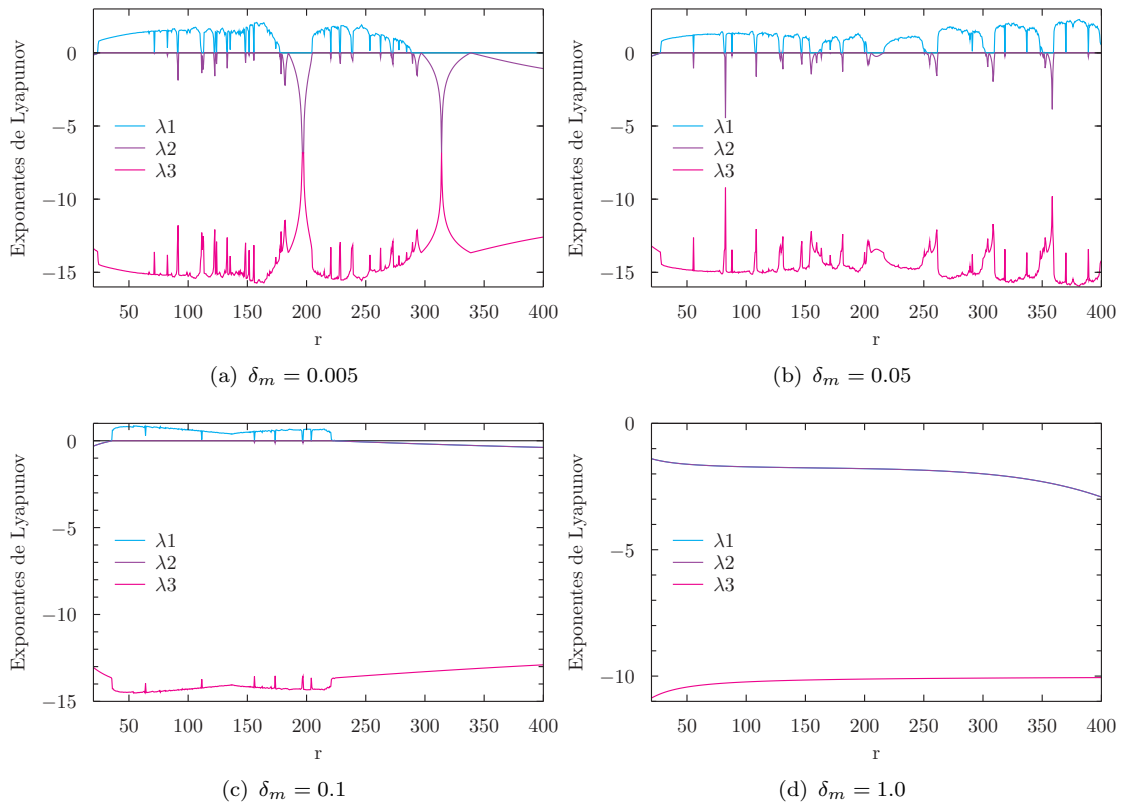 Exponentes de Lyapunov
0
−5
−10
−15
λ1
λ2
λ3
50 100 150 200 250 300 350 400
r
(a) δm = 0.005
Exponentes de Lyapunov
0
−5
−10
−15
λ1
λ2
λ3
50 100 150 200 250 300 350 400
r
(b) δm = 0.05
Exponentes de Lyapunov
0
−5
−10
−15
λ1
λ2
λ3
50 100 150 200 250 300 350 400
r
(c) δm = 0.1
Exponentes de Lyapunov
0
−5
−10
λ1
λ2
λ3
50 100 150 200 250 300 350 400
r
(d) δm = 1.0